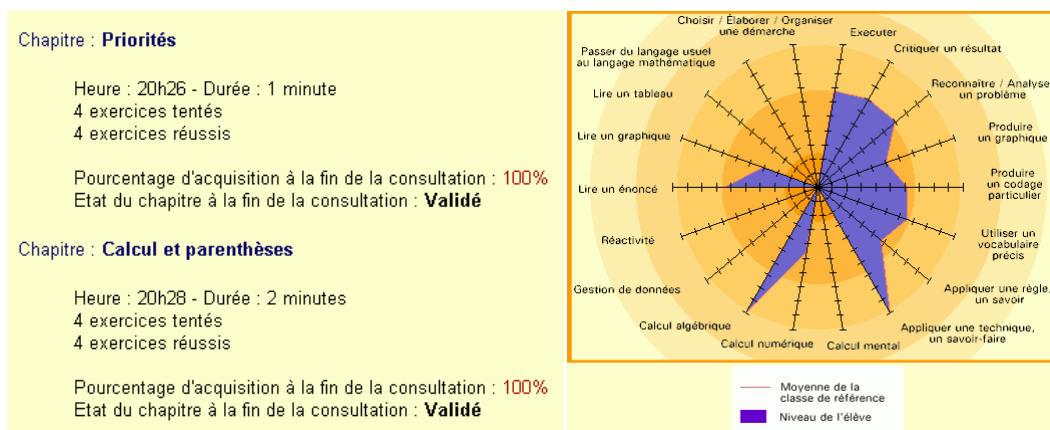 Chapitre : Priorités
Heure : 20h26 - Durée : 1 minute
4 exercices tentés
4 exercices réussis
Pourcentage d'acquisition à la fin de la consultation : 100%
Etat du chapitre à la fin de la consultation : Validé
Chapitre : Calcul et parenthèses
Heure : 20h28 - Durée : 2 minutes
4 exercices tentés
4 exercices réussis
Pourcentage d'acquisition à la fin de la consultation : 100%
Etat du chapitre à la fin de la consultation : Validé
Choisir / Élaborer / Organiser
une démarche
Executer
Critiquer un résultat
Reconnaître / Analyse
un problème
Produire
un graphique
Produire
un codage
particulier
Utiliser un
vocabulaire
précis
Appliquer une règle,
un savoir
Appliquer une technique,
un savoir-faire
Calcul mental
Calcul numérique
Calcul algébrique
Gestion de données
Réactivité
Lire un énoncé
Lire un graphique
Lire un tableau
Passer du langage usuel
au langage mathématique
Moyenne de la
classe de référence
Niveau de l'élève